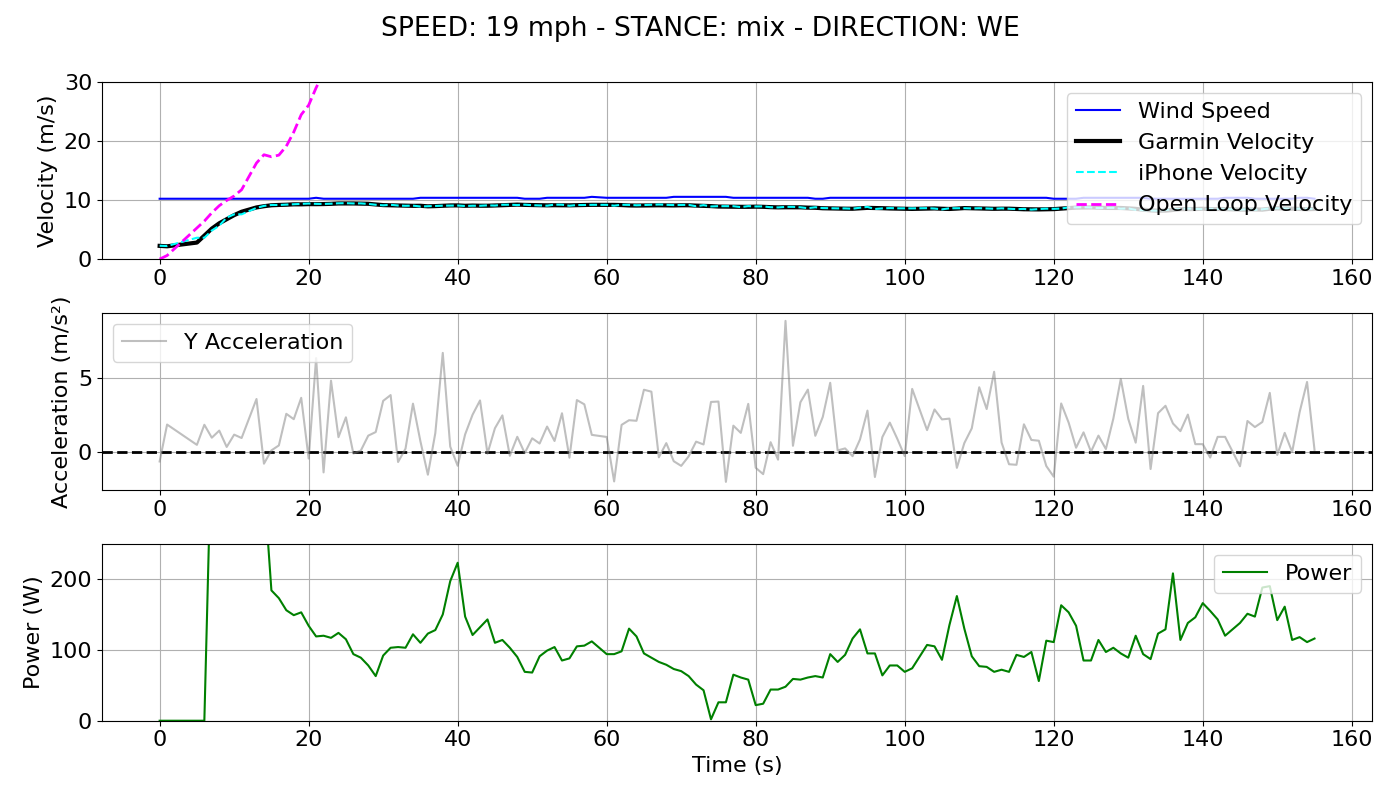 SPEED: 19 mph - STANCE: mix - DIRECTION: WE
Velocity (m/s)
30
20
10
0
Wind Speed
Garmin Velocity
iPhone Velocity
Open Loop Velocity
0 20 40 60 80 100 120 140 160
Acceleration (m/s²)
5
0
Y Acceleration
0 20 40 60 80 100 120 140 160
Power (W)
200
100
0
Power
0 20 40 60 80 100 120 140 160
Time (s)